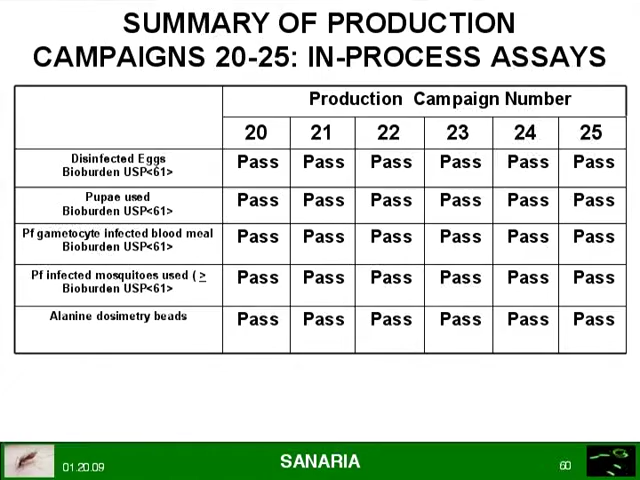 SUMMARY OF PRODUCTION
CAMPAIGNS 20-25: IN-PROCESS ASSAYS
Production Campaign Number
20 21 22 23 24 25
Disinfected Eggs
Bioburden USP<61>
Pass Pass Pass Pass Pass Pass
Pupae used
Bioburden USP<61>
Pass Pass Pass Pass Pass Pass
Pf gametocyte infected blood meal
Bioburden USP<61>
Pass Pass Pass Pass Pass Pass
Pf infected mosquitoes used ( ≥
Bioburden USP<61>
Pass Pass Pass Pass Pass Pass
Alanine dosimetry beads
Pass Pass Pass Pass Pass Pass
01.20.09
SANARIA
60